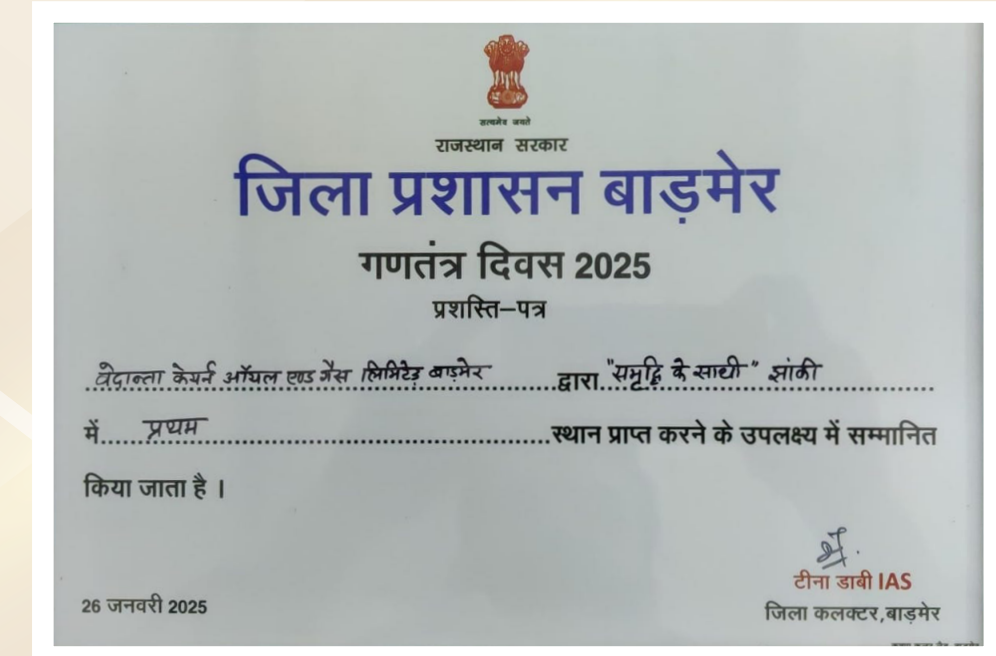 सत्यमेव जयते
राजस्थान सरकार
जिला प्रशासन बाड़मेर
गणतंत्र दिवस 2025
प्रशस्ति–पत्र
वेदान्ता केयर्न ऑयल एण्ड गैस लिमिटेड बाड़मेर द्वारा "समृद्धि के साथी" झांकी
में प्रथम स्थान प्राप्त करने के उपलक्ष्य में सम्मानित
किया जाता है ।
टीना डाबी IAS
26 जनवरी 2025
जिला कलक्टर,बाड़मेर